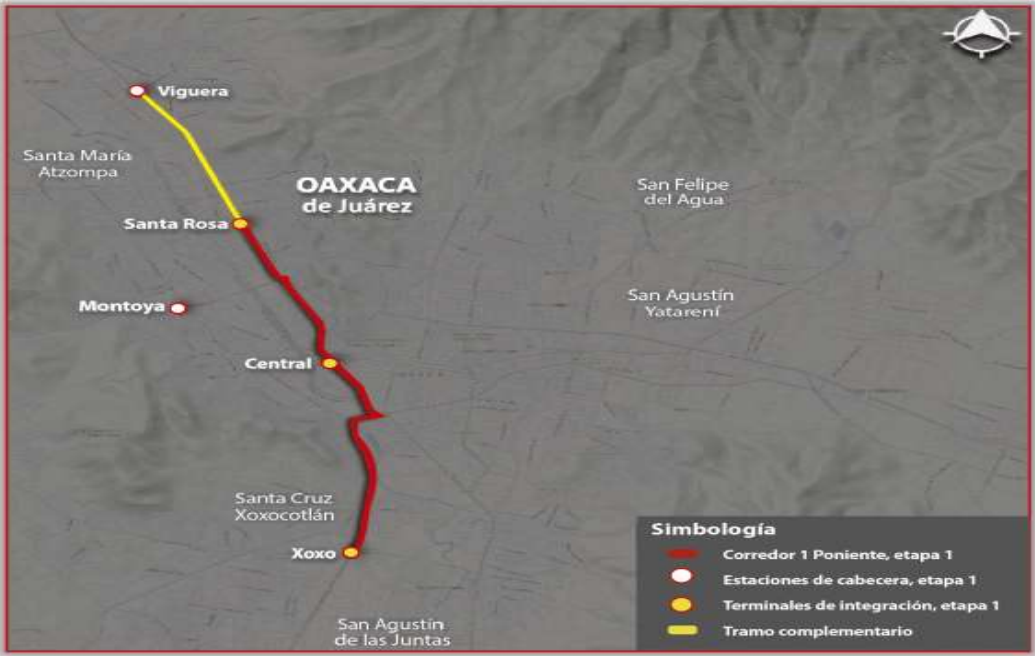 Viguera
Santa María
Atzompa
OAXACA
de Juárez
San Felipe
del Agua
Santa Rosa
San Agustín
Yatarení
Montoya
Central
Santa Cruz
Xoxocotlán
Xoxo
San Agustín
de las Juntas
Simbología
Corredor 1 Poniente, etapa 1
Estaciones de cabecera, etapa 1
Terminales de integración, etapa 1
Tramo complementario